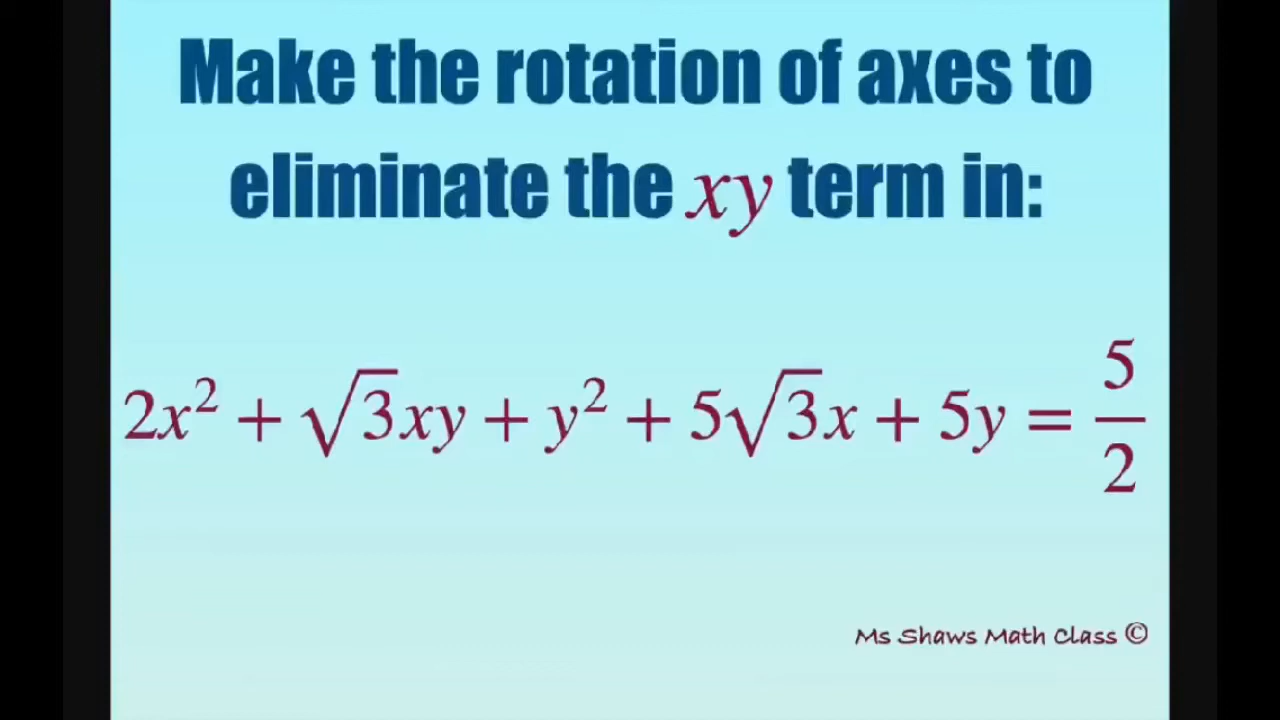 Make the rotation of axes to
eliminate the xy term in:
2x² + √3xy + y² + 5√3x + 5y = 5/2
Ms Shaws Math Class ©